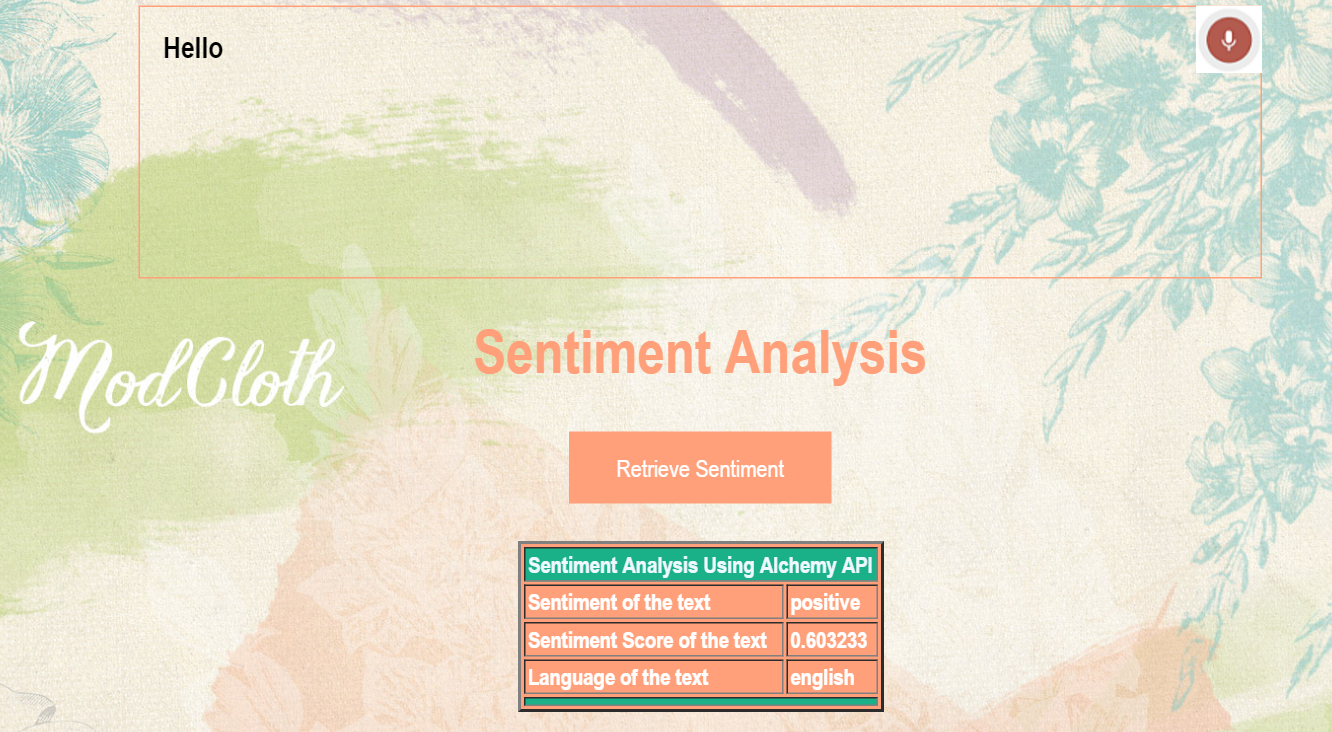 Hello
ModCloth
Sentiment Analysis
Retrieve Sentiment
Sentiment Analysis Using Alchemy API
Sentiment of the text positive
Sentiment Score of the text 0.603233
Language of the text english